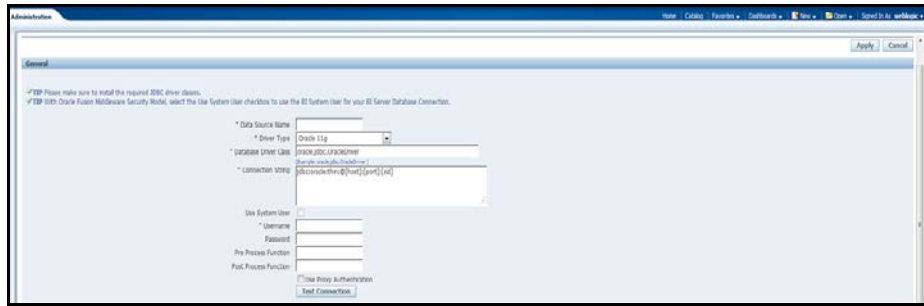 Administration
Home Catalog Favorites Dashboards New Open Signed In As weblogic
Apply Cancel
General
TIP Please make sure to install the required JDBC driver classes.
TIP With Oracle Fusion Middleware Security Model, select the Use System User checkbox to use the BI System User for your BI Server Database Connection.
* Data Source Name
* Driver Type Oracle 11g
* Database Driver Class oracle.jdbc.OracleDriver
(Example: oracle.jdbc.OracleDriver )
* Connection String jdbc:oracle:thin:@[host]:[port]:[sid]
Use System User
* Username
Password
Pre Process Function
Post Process Function
Use Proxy Authentication
Test Connection